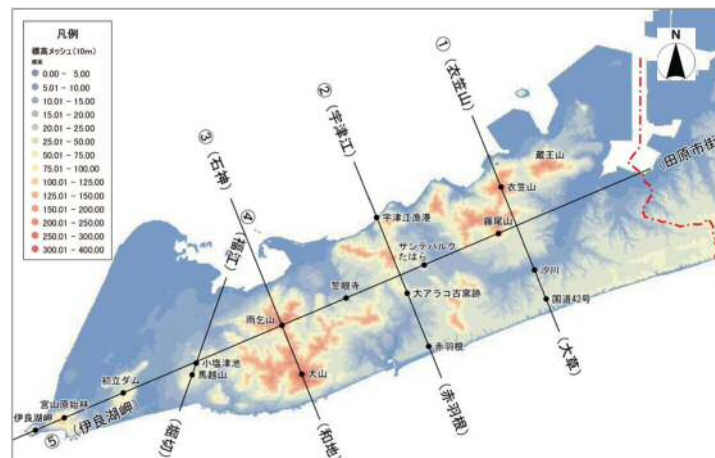 凡例
標高メッシュ(10m)
標高
0.00 - 5.00
5.01 - 10.00
10.01 - 15.00
15.01 - 20.00
20.01 - 25.00
25.01 - 50.00
50.01 - 75.00
75.01 - 100.00
100.01 - 125.00
125.01 - 150.00
150.01 - 200.00
200.01 - 250.00
250.01 - 300.00
300.01 - 400.00
N
①(衣笠山)
②(宇津江)
③(石神)
④(福江)
(田原市街
蔵王山
衣笠山
藤尾山
宇津江漁港
サンテパルク
たはら
汐川
国道42号
大アラコ古窯跡
雨乞山
赤羽根
小塩津池
馬越山
大山
初立ダム
宮山原始林
伊良湖岬
⑤(伊良湖岬)
(堀切)
(和地)
(赤羽根)
(大草)